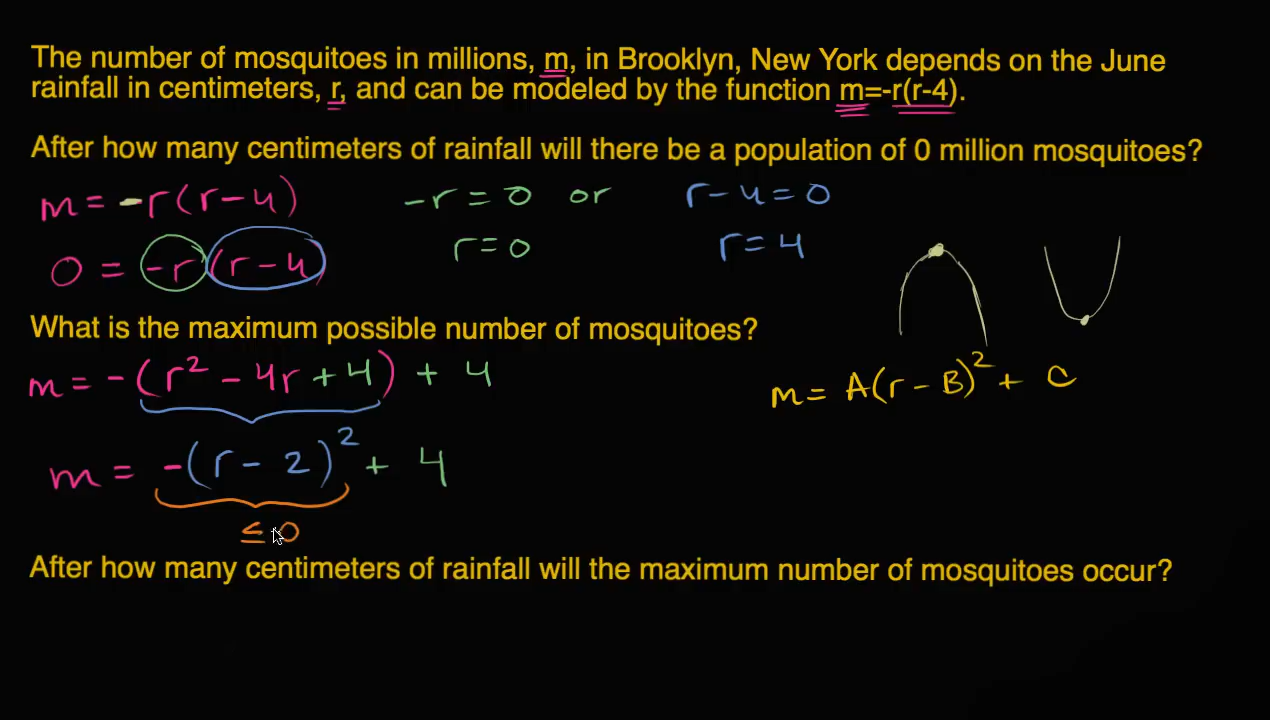 The number of mosquitoes in millions, m, in Brooklyn, New York depends on the June
rainfall in centimeters, r, and can be modeled by the function m=-r(r-4).
After how many centimeters of rainfall will there be a population of 0 million mosquitoes?
m = -r(r-4) -r = 0 or r-4=0
0 = -r(r-4) r=0 r=4
What is the maximum possible number of mosquitoes?
m = -(r² - 4r + 4) + 4 m = A(r - B)² + C
m = -(r - 2)² + 4
≤ 0
After how many centimeters of rainfall will the maximum number of mosquitoes occur?